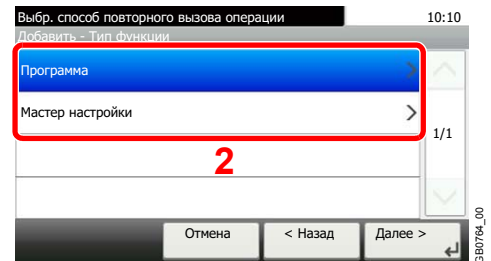 Выбр. способ повторного вызова операции 10:10
Добавить - Тип функции
Программа
Мастер настройки
1/1
2
Отмена < Назад Далее >
GB0764_00